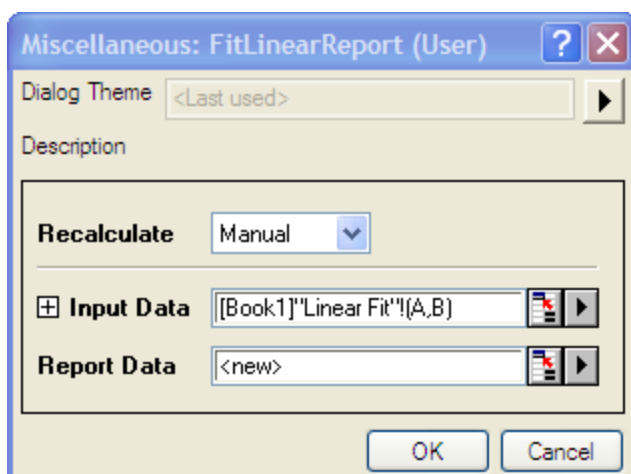 Miscellaneous: FitLinearReport (User)
Dialog Theme <Last used>
Description
Recalculate Manual
Input Data [Book1]"Linear Fit"!(A,B)
Report Data <new>
OK Cancel